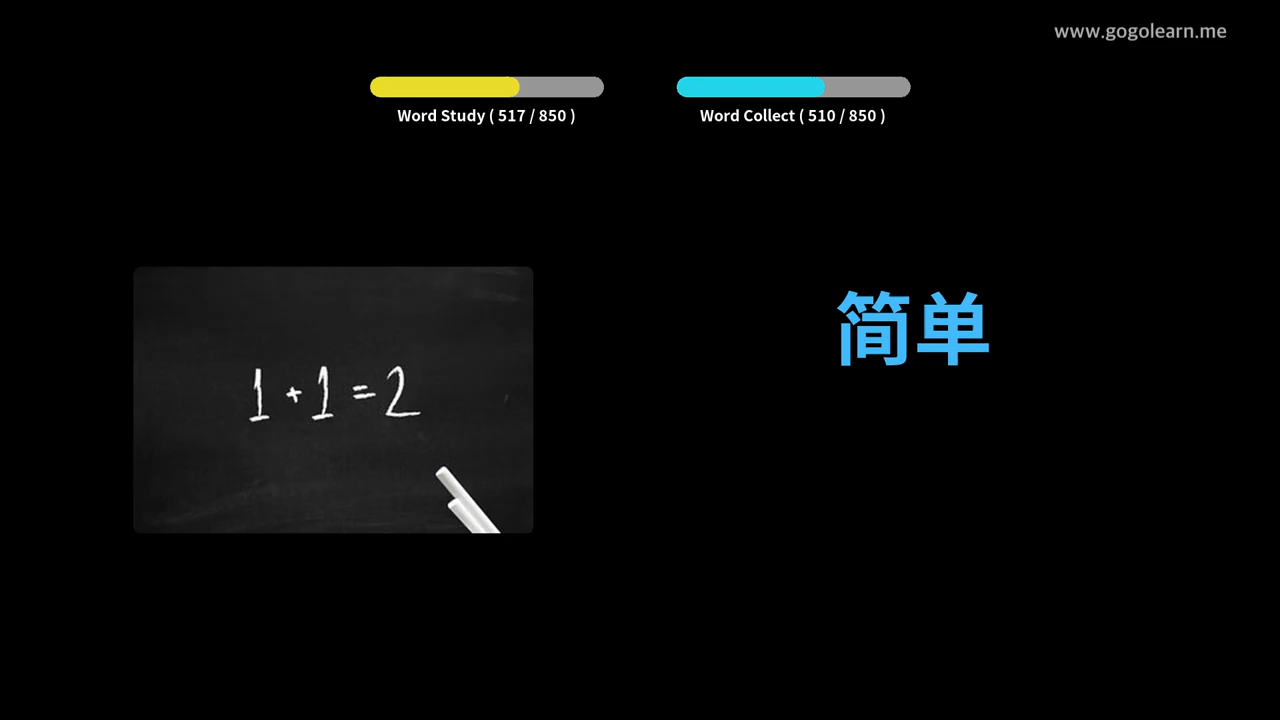 www.gogolearn.me
Word Study ( 517 / 850 )
Word Collect ( 510 / 850 )
简单
1 + 1 = 2